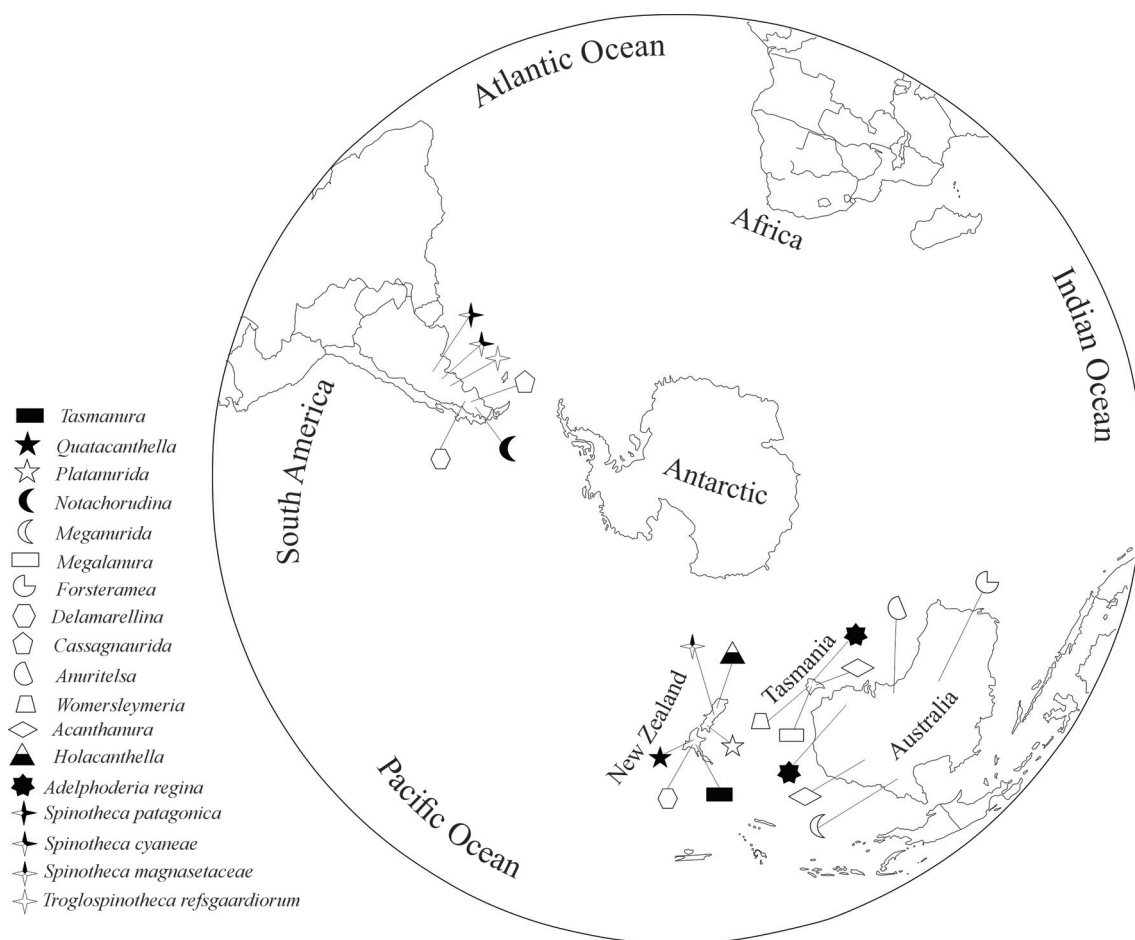 Atlantic Ocean
Africa
Indian Ocean
South America
Antarctic
Tasmania
New Zealand
Australia
Pacific Ocean
Tasmanura
Quatacanthella
Platanurida
Notachorudina
Meganurida
Megalanura
Forsteramea
Delamarellina
Cassagnaurida
Anuritelsa
Womersleymeria
Acanthanura
Holacanthella
Adelphoderia regina
Spinotheca patagonica
Spinotheca cyaneae
Spinotheca magnasetaceae
Troglospinotheca refsgaardiorum